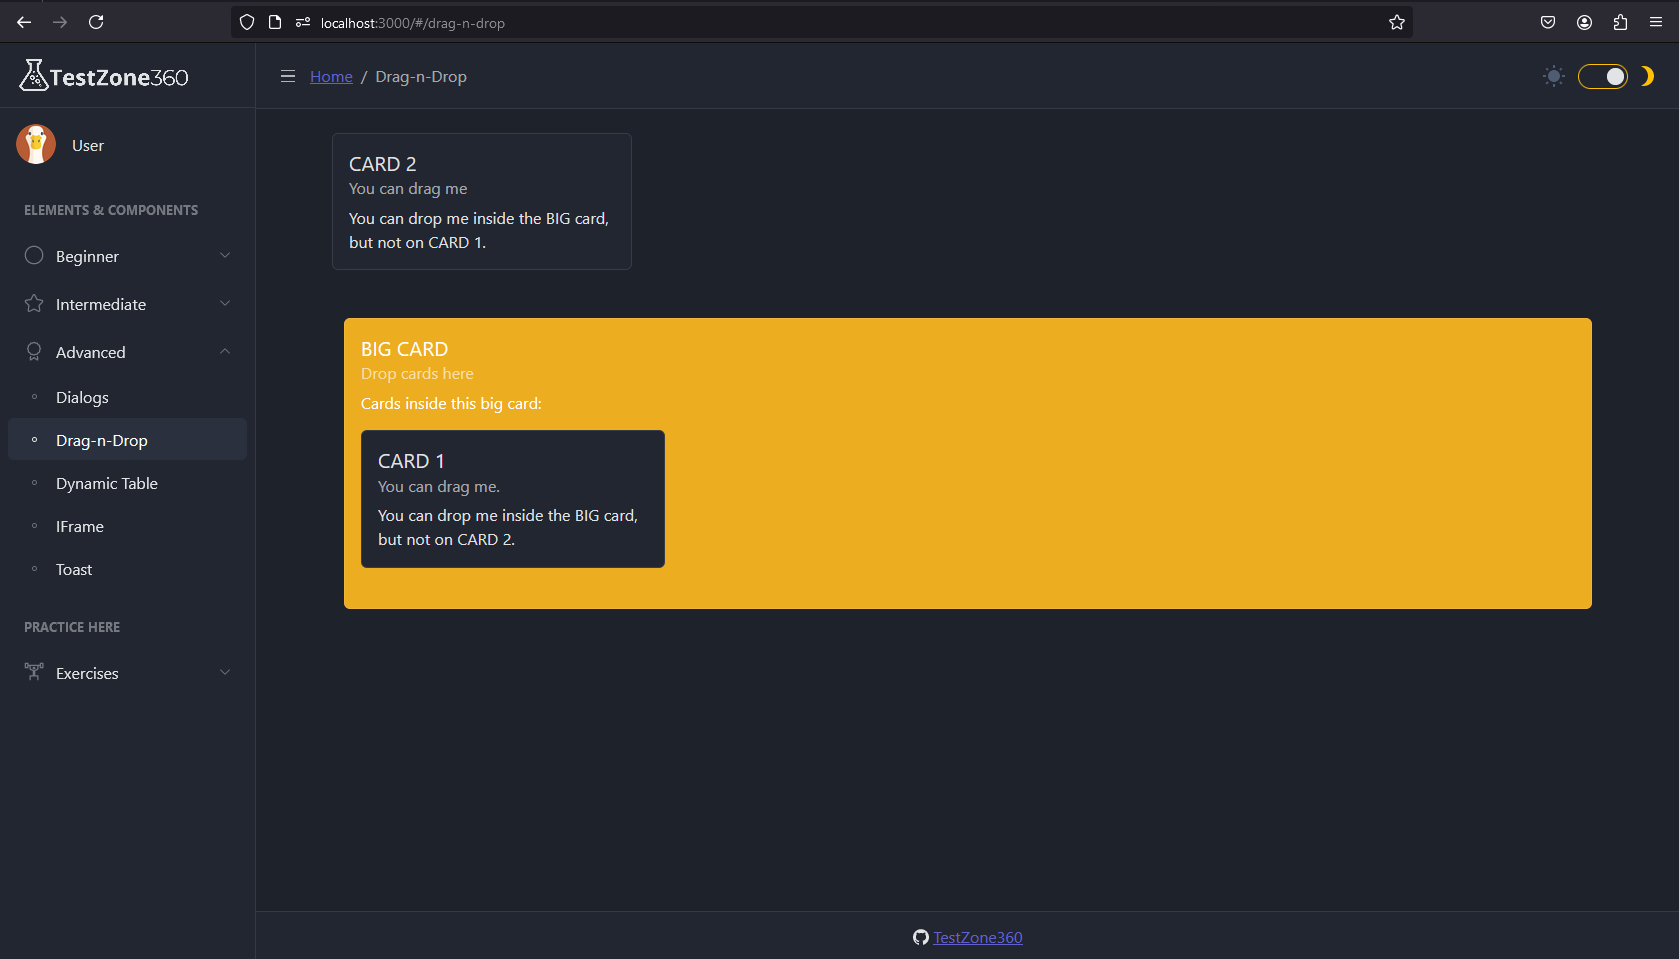 localhost:3000/#/drag-n-drop
TestZone360
Home / Drag-n-Drop
User
ELEMENTS & COMPONENTS
Beginner
Intermediate
Advanced
Dialogs
Drag-n-Drop
Dynamic Table
IFrame
Toast
PRACTICE HERE
Exercises
CARD 2
You can drag me
You can drop me inside the BIG card,
but not on CARD 1.
BIG CARD
Drop cards here
Cards inside this big card:
CARD 1
You can drag me.
You can drop me inside the BIG card,
but not on CARD 2.
TestZone360